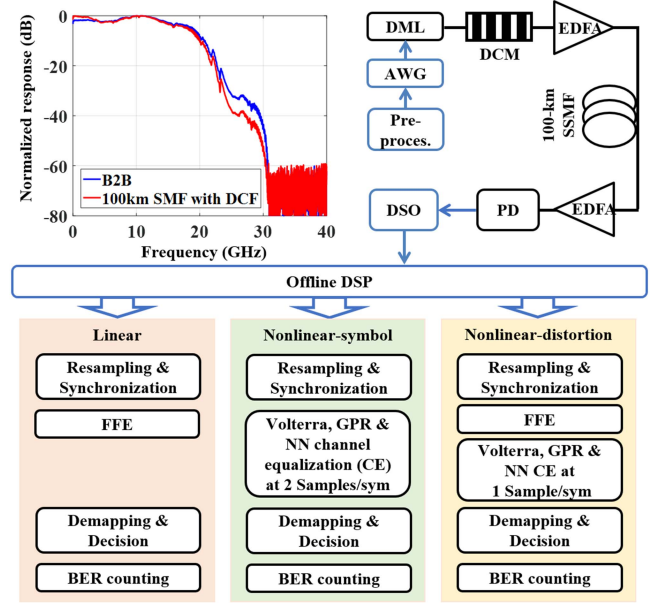 Normalized response (dB)
0
-20
-40
-60
-80
B2B
100km SMF with DCF
0
10
20
30
40
Frequency (GHz)
DML
DCM
EDFA
AWG
Pre-
proces.
100-km
SSMF
DSO
PD
EDFA
Offline DSP
Linear
Resampling &
Synchronization
FFE
Demapping &
Decision
BER counting
Nonlinear-symbol
Resampling &
Synchronization
Volterra, GPR &
NN channel
equalization (CE)
at 2 Samples/sym
Demapping &
Decision
BER counting
Nonlinear-distortion
Resampling &
Synchronization
FFE
Volterra, GPR &
NN CE at
1 Sample/sym
Demapping &
Decision
BER counting